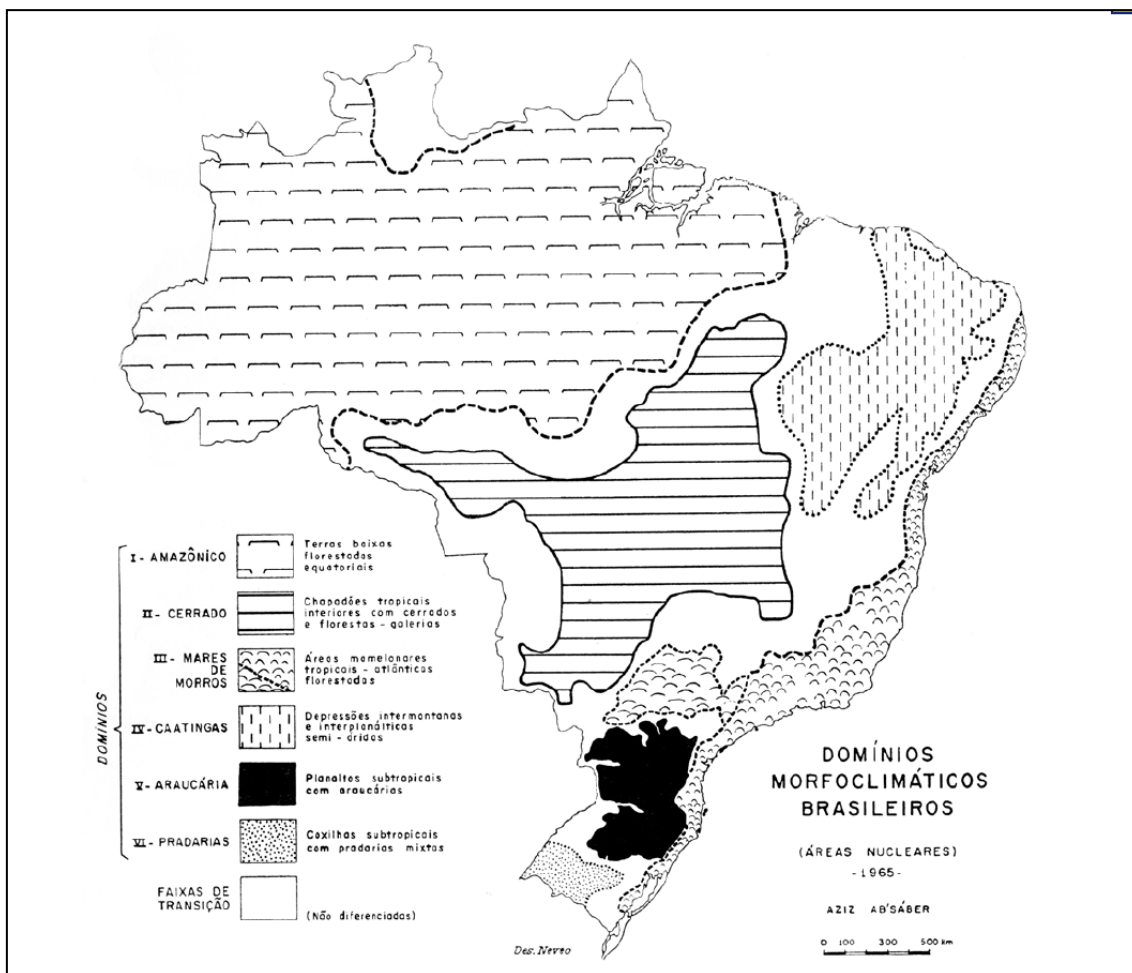 I - AMAZÔNICO
Terras baixas
florestadas
equatoriais
II - CERRADO
Chapadões tropicais
interiores com cerrados
e florestas - galerias
III - MARES
DE
MORROS
Áreas mamelonares
tropicais - atlânticas
florestadas
IV - CAATINGAS
Depressões intermontanas
e interplanálticas
semi - áridas
V - ARAUCÁRIA
Planaltos subtropicais
com araucárias
VI - PRADARIAS
Coxilhas subtropicais
com pradarias mixtas
FAIXAS DE
TRANSIÇÃO
(Não diferenciadas)
DOMÍNIOS
DOMÍNIOS
MORFOCLIMÁTICOS
BRASILEIROS
(ÁREAS NUCLEARES)
- 1965 -
AZIZ AB'SÁBER
0 100 300 500 km
Des. Neveo